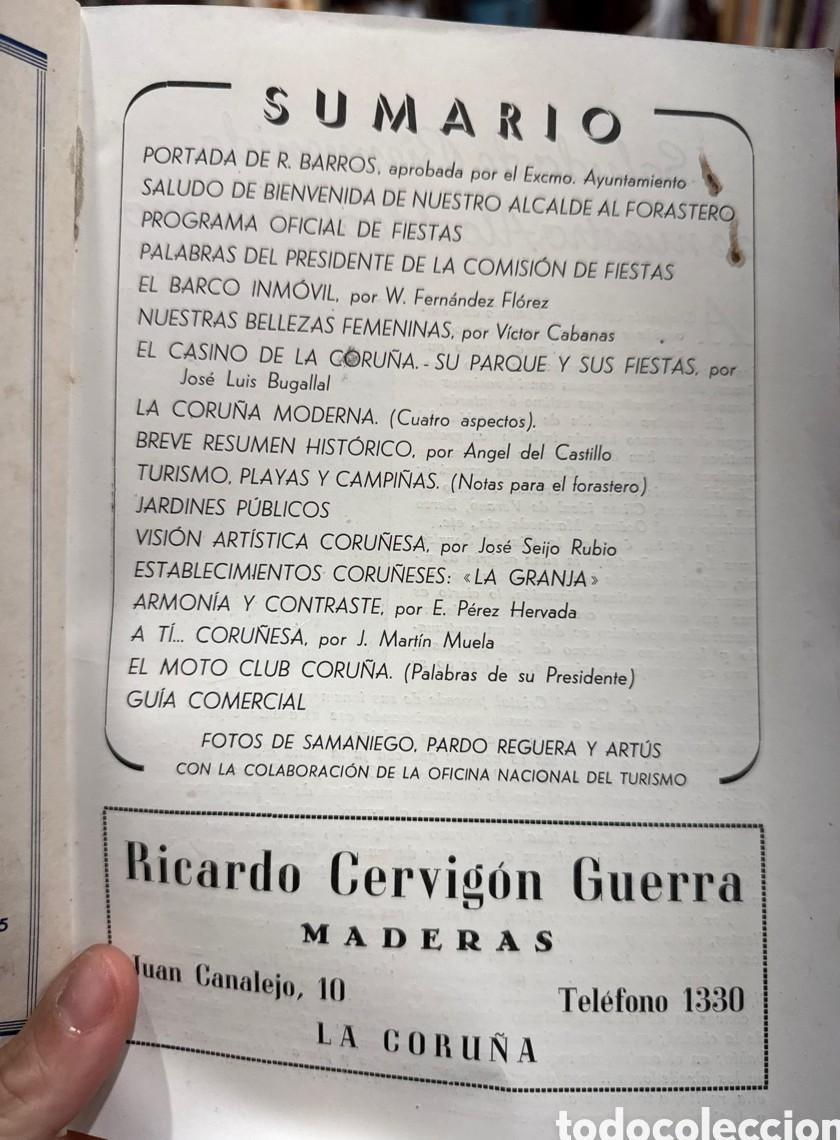 SUMARIO
PORTADA DE R. BARROS, aprobada por el Excmo. Ayuntamiento
SALUDO DE BIENVENIDA DE NUESTRO ALCALDE AL FORASTERO
PROGRAMA OFICIAL DE FIESTAS
PALABRAS DEL PRESIDENTE DE LA COMISIÓN DE FIESTAS
EL BARCO INMÓVIL, por W. Fernández Flórez
NUESTRAS BELLEZAS FEMENINAS, por Víctor Cabanas
EL CASINO DE LA CORUÑA.- SU PARQUE Y SUS FIESTAS, por
José Luis Bugallal
LA CORUÑA MODERNA. (Cuatro aspectos).
BREVE RESUMEN HISTÓRICO, por Angel del Castillo
TURISMO, PLAYAS Y CAMPIÑAS. (Notas para el forastero)
JARDINES PÚBLICOS
VISIÓN ARTÍSTICA CORUÑESA, por José Seijo Rubio
ESTABLECIMIENTOS CORUÑESES: «LA GRANJA»
ARMONÍA Y CONTRASTE, por E. Pérez Hervada
A TÍ... CORUÑESA, por J. Martín Muela
EL MOTO CLUB CORUÑA. (Palabras de su Presidente)
GUÍA COMERCIAL
FOTOS DE SAMANIEGO, PARDO REGUERA Y ARTÚS
CON LA COLABORACIÓN DE LA OFICINA NACIONAL DEL TURISMO
Ricardo Cervigón Guerra
MADERAS
Juan Canalejo, 10
Teléfono 1330
LA CORUÑA
5
todocoleccion